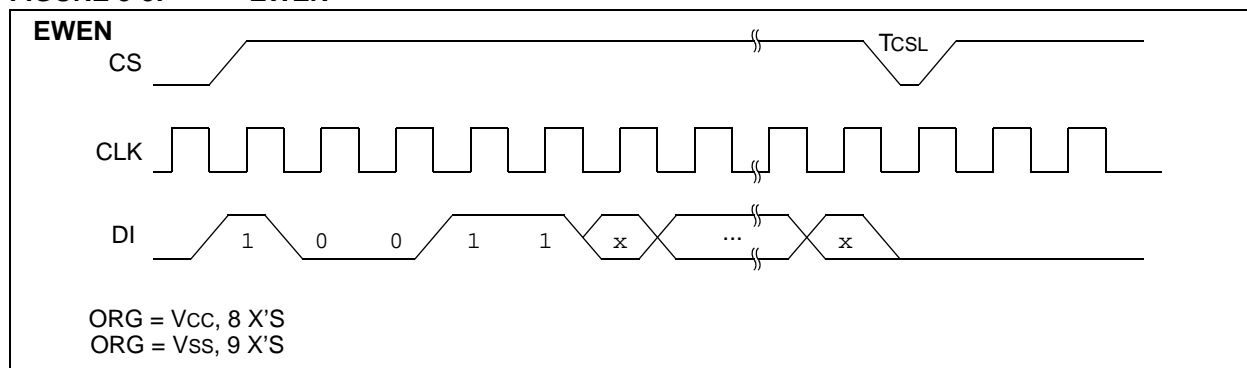 EWEN
CS
TCSL
CLK
DI
1 0 0 1 1 x ... x
ORG = VCC, 8 X'S
ORG = VSS, 9 X'S